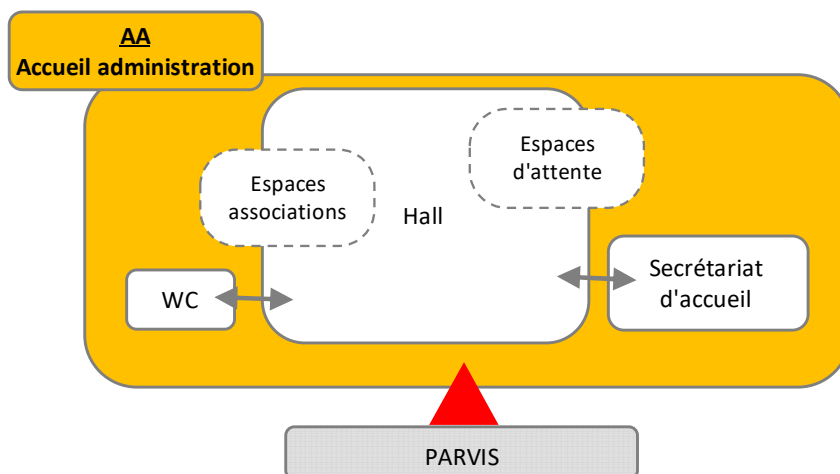 AA
Accueil administration
Espaces
d'attente
Espaces
associations
Hall
WC
Secrétariat
d'accueil
PARVIS